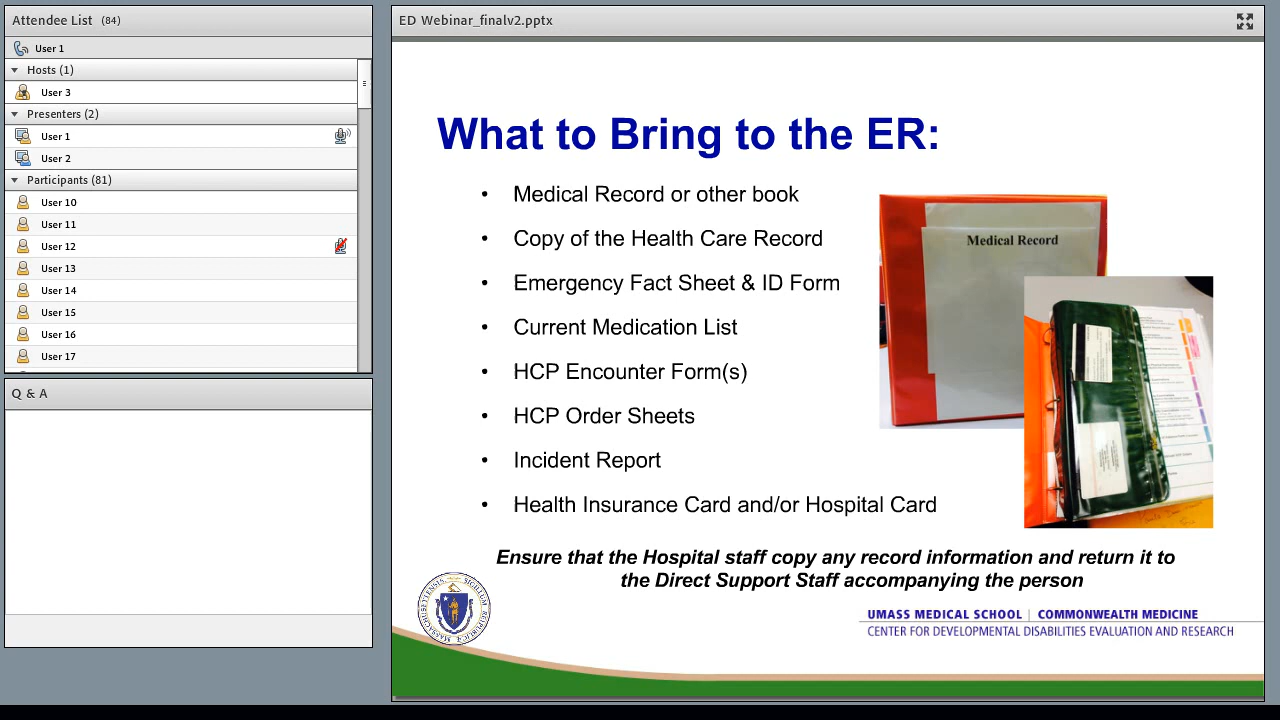 Attendee List (84)
User 1
Hosts (1)
User 3
Presenters (2)
User 1
User 2
Participants (81)
User 10
User 11
User 12
User 13
User 14
User 15
User 16
User 17
Q & A
ED Webinar_finalv2.pptx
What to Bring to the ER:
• Medical Record or other book
• Copy of the Health Care Record
• Emergency Fact Sheet & ID Form
• Current Medication List
• HCP Encounter Form(s)
• HCP Order Sheets
• Incident Report
• Health Insurance Card and/or Hospital Card
Medical Record
Ensure that the Hospital staff copy any record information and return it to
the Direct Support Staff accompanying the person
UMASS MEDICAL SCHOOL | COMMONWEALTH MEDICINE
CENTER FOR DEVELOPMENTAL DISABILITIES EVALUATION AND RESEARCH